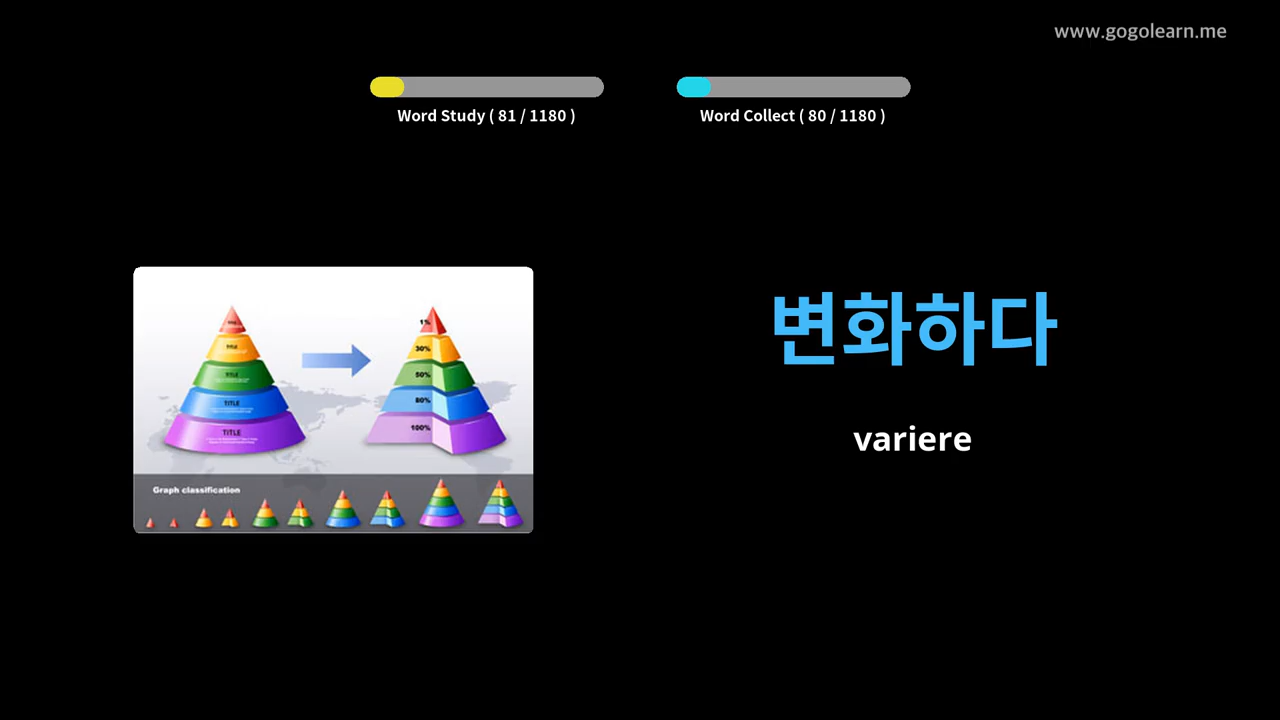 www.gogolearn.me
Word Study ( 81 / 1180 )
Word Collect ( 80 / 1180 )
변화하다
variere
TITLE
TITLE
TITLE
TITLE
1%
30%
50%
80%
100%
Graph classification